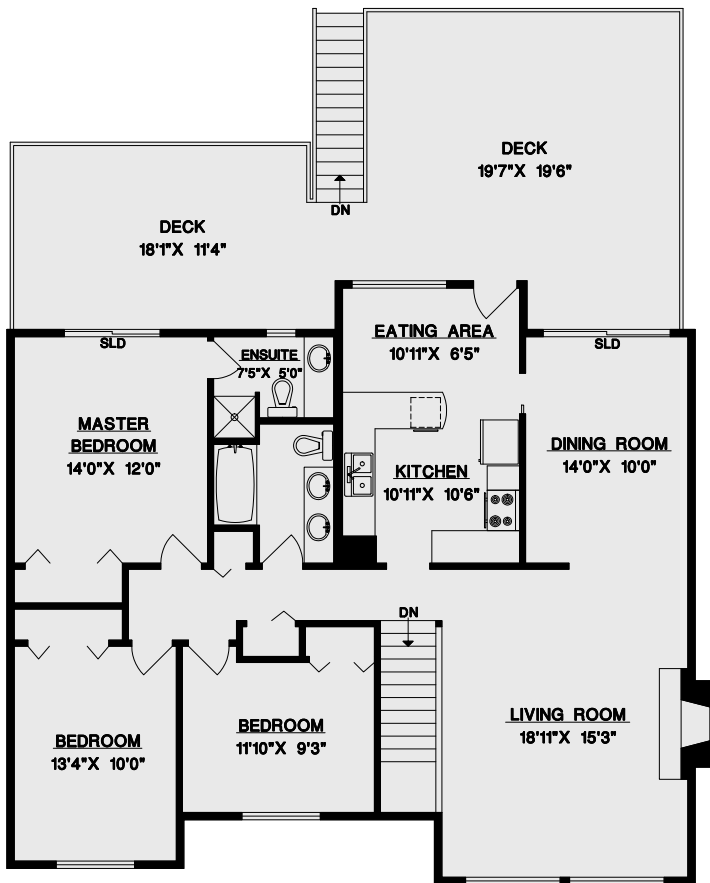 DECK
19'7"X 19'6"
DN
DECK
18'1"X 11'4"
SLD
ENSUITE
7'5"X 5'0"
EATING AREA
10'11"X 6'5"
SLD
MASTER
BEDROOM
14'0"X 12'0"
KITCHEN
10'11"X 10'6"
DINING ROOM
14'0"X 10'0"
DN
BEDROOM
13'4"X 10'0"
BEDROOM
11'10"X 9'3"
LIVING ROOM
18'11"X 15'3"